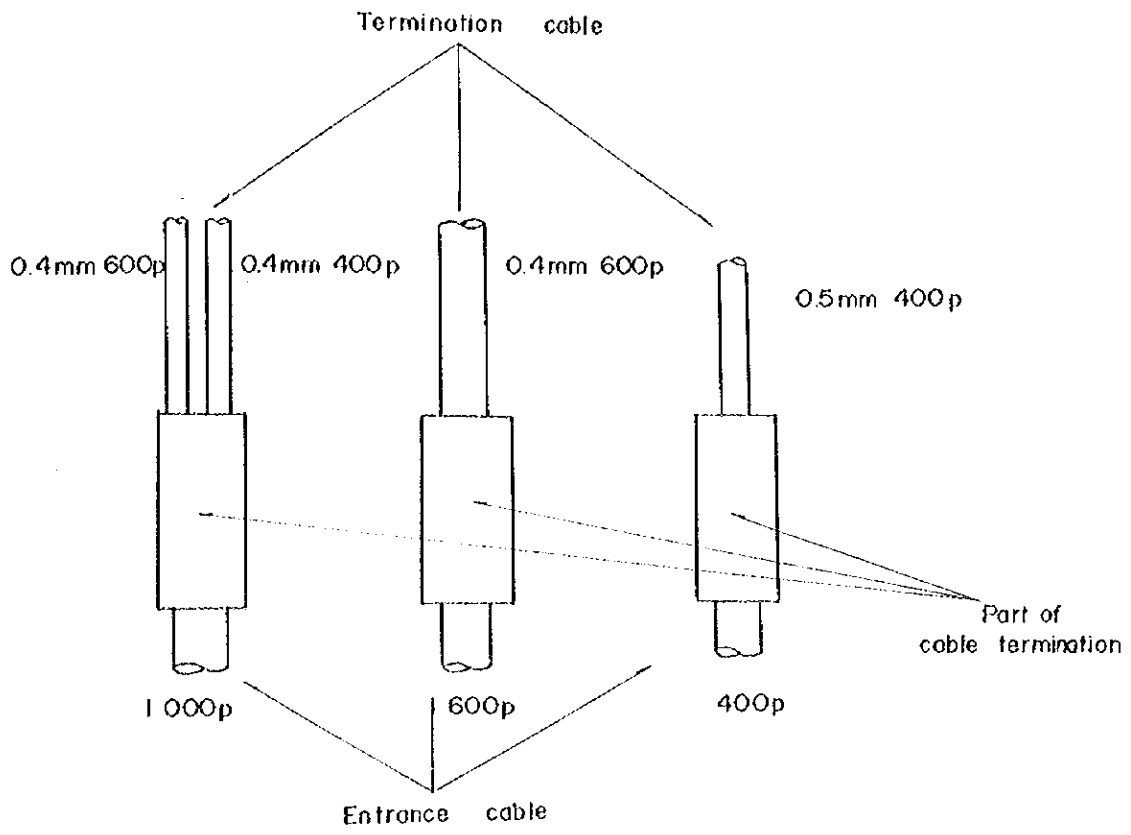 Termination cable
0.4mm 600p
0.4mm 400p
0.4mm 600p
0.5mm 400p
Part of
cable termination
1 000p
600p
400p
Entrance cable